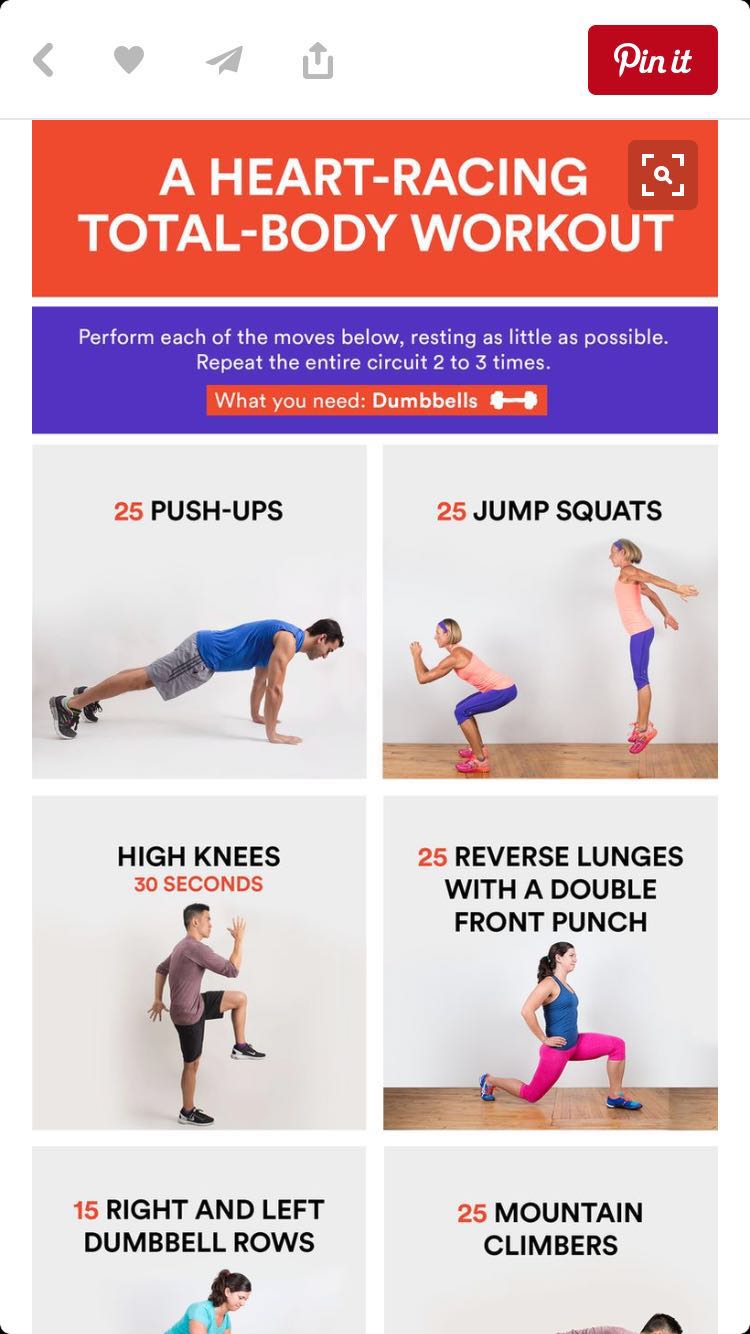 Pin it
A HEART-RACING
TOTAL-BODY WORKOUT
Perform each of the moves below, resting as little as possible.
Repeat the entire circuit 2 to 3 times.
What you need: Dumbbells
25 PUSH-UPS
25 JUMP SQUATS
HIGH KNEES
30 SECONDS
25 REVERSE LUNGES
WITH A DOUBLE
FRONT PUNCH
15 RIGHT AND LEFT
DUMBBELL ROWS
25 MOUNTAIN
CLIMBERS